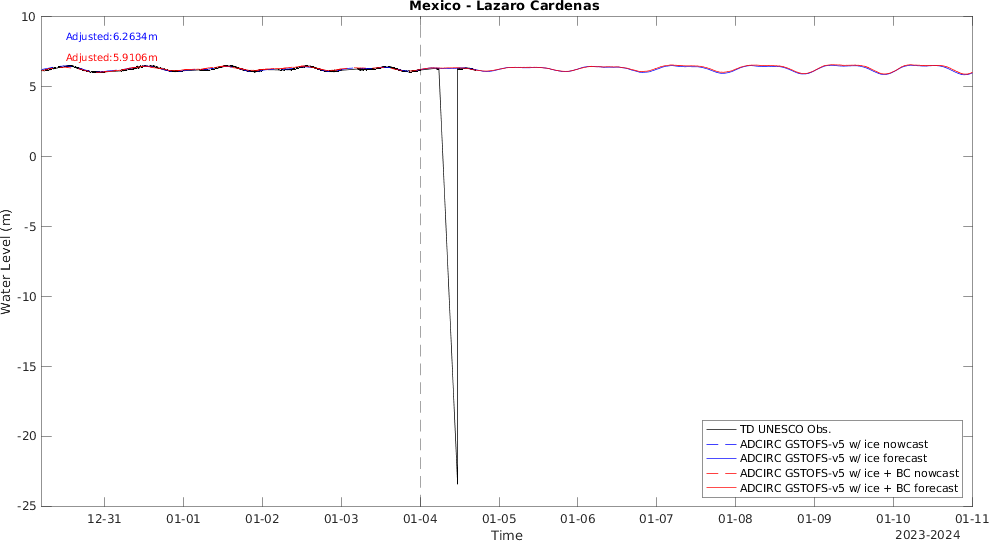 Mexico - Lazaro Cardenas
Adjusted:6.2634m
Adjusted:5.9106m
10
5
0
-5
-10
-15
-20
-25
Water Level (m)
TD UNESCO Obs.
ADCIRC GSTOFS-v5 w/ ice nowcast
ADCIRC GSTOFS-v5 w/ ice forecast
ADCIRC GSTOFS-v5 w/ ice + BC nowcast
ADCIRC GSTOFS-v5 w/ ice + BC forecast
12-31 01-01 01-02 01-03 01-04 01-05 01-06 01-07 01-08 01-09 01-10 01-11
Time
2023-2024